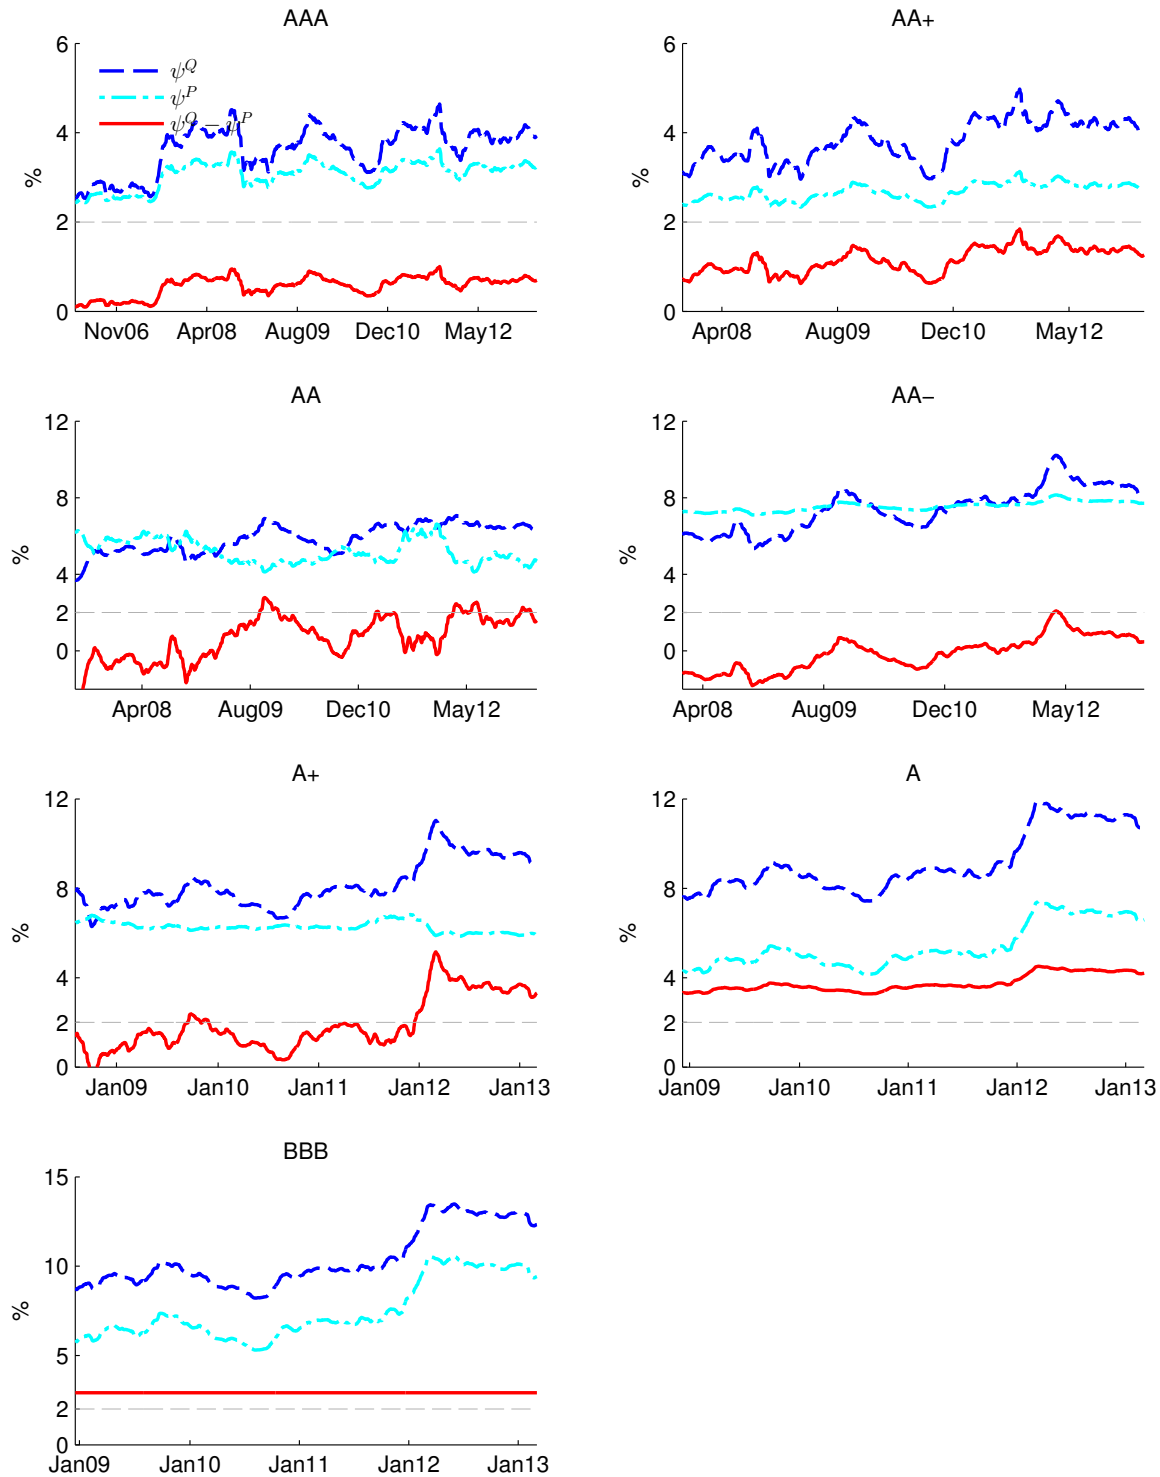 AAA
6
4
2
0
%
ψ^Q
ψ^P
ψ^Q − ψ^P
Nov06 Apr08 Aug09 Dec10 May12
AA+
6
4
2
0
%
Apr08 Aug09 Dec10 May12
AA
12
8
4
2
0
%
Apr08 Aug09 Dec10 May12
AA−
12
8
4
2
0
%
Apr08 Aug09 Dec10 May12
A+
12
8
4
2
0
%
Jan09 Jan10 Jan11 Jan12 Jan13
A
12
8
4
2
0
%
Jan09 Jan10 Jan11 Jan12 Jan13
BBB
15
10
5
2
0
%
Jan09 Jan10 Jan11 Jan12 Jan13